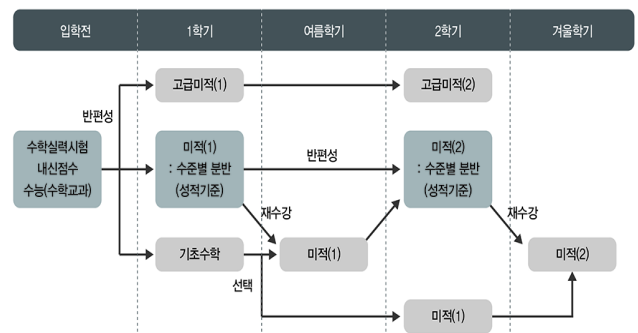 입학전
1학기
여름학기
2학기
겨울학기
고급미적(1)
고급미적(2)
반편성
수학실력시험
내신점수
수능(수학교과)
미적(1)
: 수준별 분반
(성적기준)
반편성
미적(2)
: 수준별 분반
(성적기준)
재수강
재수강
기초수학
미적(1)
미적(2)
선택
미적(1)